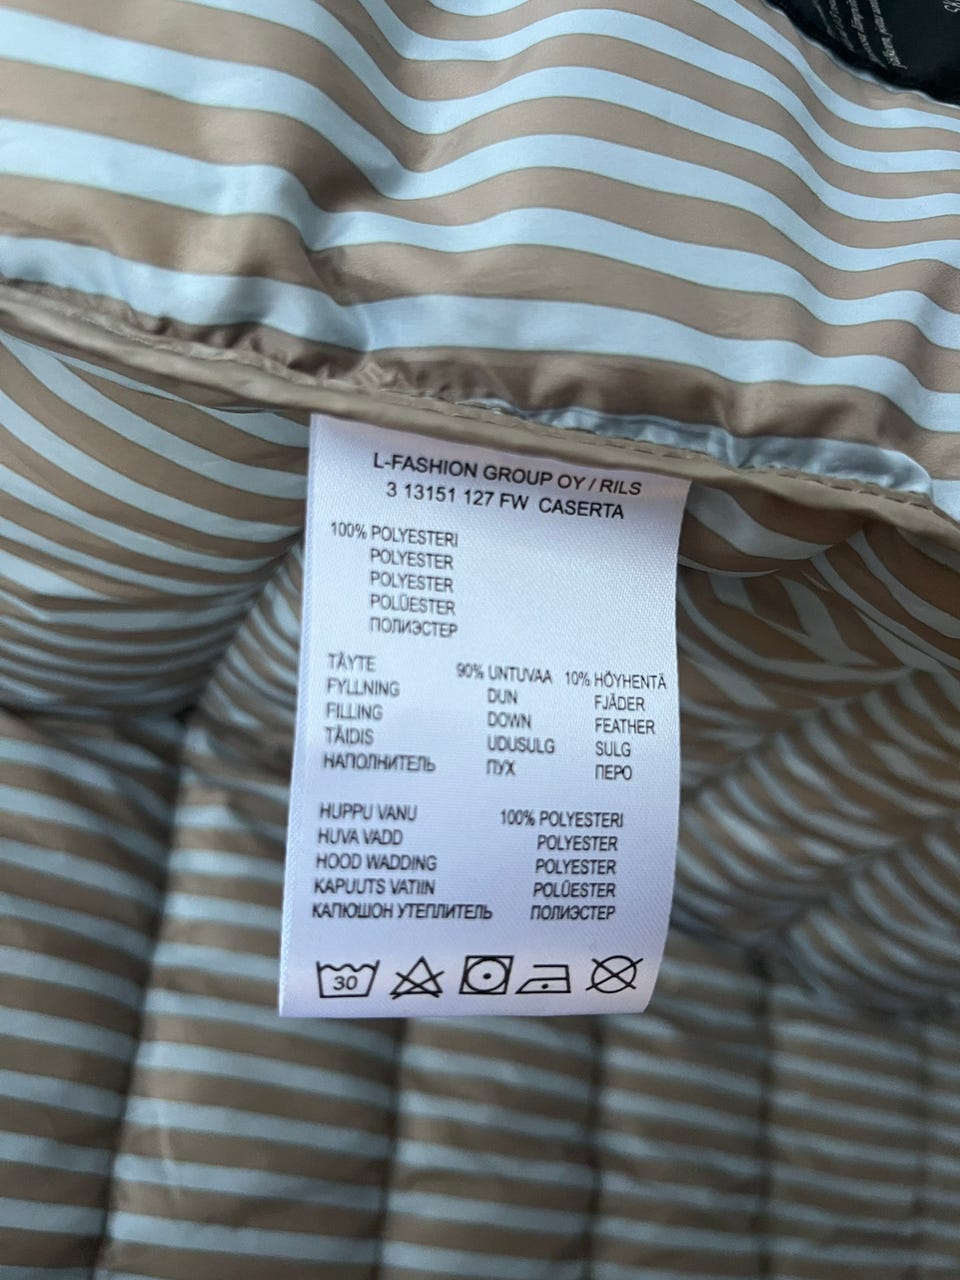 L-FASHION GROUP OY / RILS
3 13151 127 FW CASERTA
100% POLYESTERI
POLYESTER
POLYESTER
POLÜESTER
ПОЛИЭСТЕР
TÄYTE 90% UNTUVAA 10% HÖYHENTÄ
FYLLNING DUN FJÄDER
FILLING DOWN FEATHER
TÄIDIS UDUSULG SULG
НАПОЛНИТЕЛЬ ПУХ ПЕРО
HUPPU VANU 100% POLYESTERI
HUVA VADD POLYESTER
HOOD WADDING POLYESTER
KAPUUTS VATIIN POLÜESTER
КАПЮШОН УТЕПЛИТЕЛЬ ПОЛИЭСТЕР
30